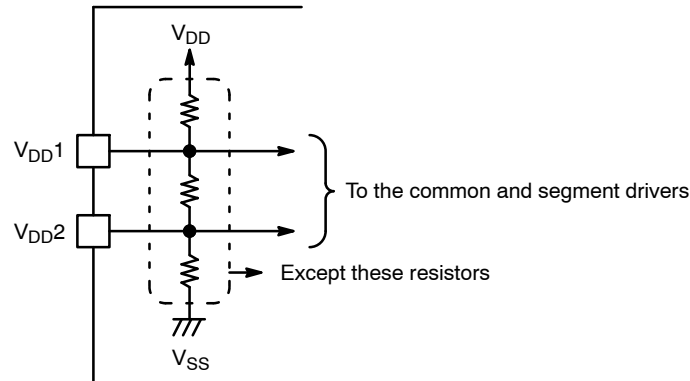 VDD
VDD1
To the common and segment drivers
VDD2
Except these resistors
VSS